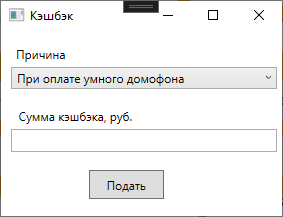 Кэшбэк
Причина
При оплате умного домофона
Сумма кэшбэка, руб.
Подать